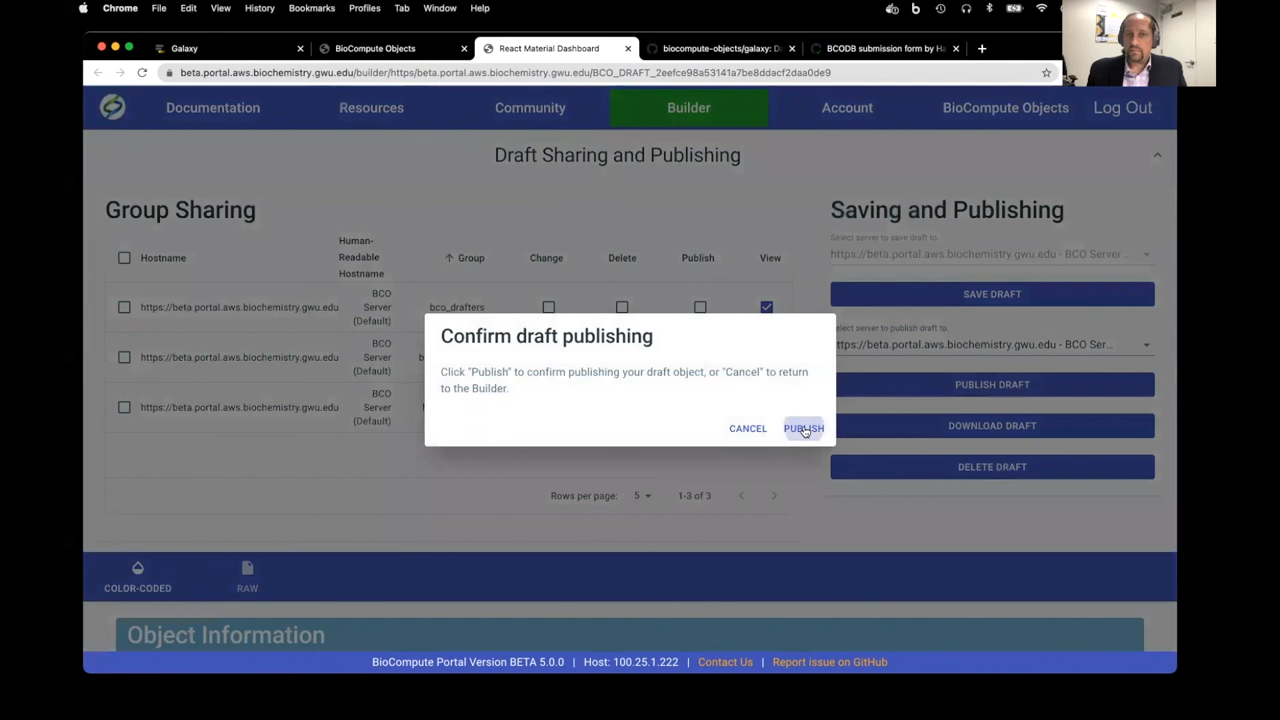 Chrome File Edit View History Bookmarks Profiles Tab Window Help
Galaxy
BioCompute Objects
React Material Dashboard
biocompute-objects/galaxy: D
BCODB submission form by H
beta.portal.aws.biochemistry.gwu.edu/builder/https/beta.portal.aws.biochemistry.gwu.edu/BCO_DRAFT_2eefce98a53141a7be8ddacf2daa0de9
Documentation Resources Community Builder Account BioCompute Objects Log Out
Draft Sharing and Publishing
Group Sharing
Hostname
Human-
Readable
Hostname
Group
Change
Delete
Publish
View
https://beta.portal.aws.biochemistry.gwu.edu
BCO
Server
(Default)
bco_drafters
https://beta.portal.aws.biochemistry.gwu.edu
BCO
Server
(Default)
https://beta.portal.aws.biochemistry.gwu.edu
BCO
Server
(Default)
Rows per page: 5
1-3 of 3
Saving and Publishing
Select server to save draft to.
https://beta.portal.aws.biochemistry.gwu.edu - BCO Server ...
SAVE DRAFT
elect server to publish draft to.
ttps://beta.portal.aws.biochemistry.gwu.edu - BCO Ser...
PUBLISH DRAFT
DOWNLOAD DRAFT
DELETE DRAFT
Confirm draft publishing
Click "Publish" to confirm publishing your draft object, or "Cancel" to return
to the Builder.
CANCEL PUBLISH
COLOR-CODED
RAW
Object Information
BioCompute Portal Version BETA 5.0.0 | Host: 100.25.1.222 | Contact Us | Report issue on GitHub